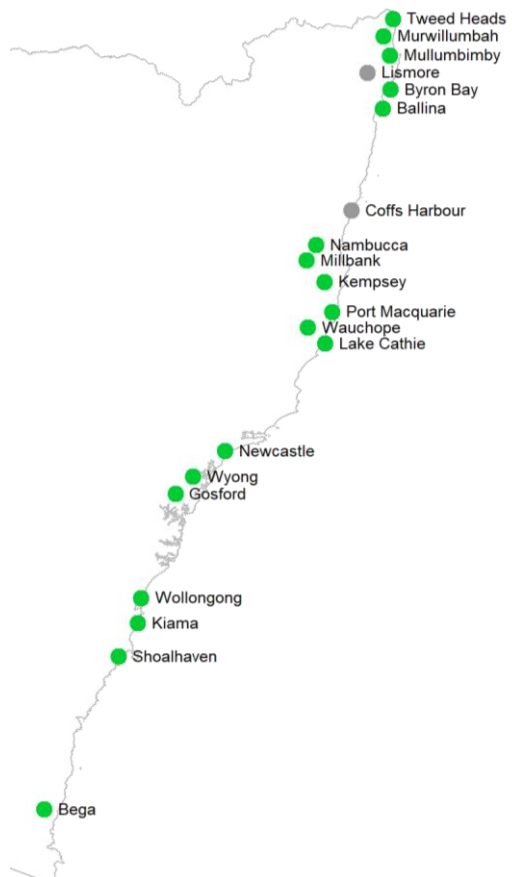 Tweed Heads
Murwillumbah
Mullumbimby
Lismore
Byron Bay
Ballina
Coffs Harbour
Nambucca
Millbank
Kempsey
Port Macquarie
Wauchope
Lake Cathie
Newcastle
Wyong
Gosford
Wollongong
Kiama
Shoalhaven
Bega